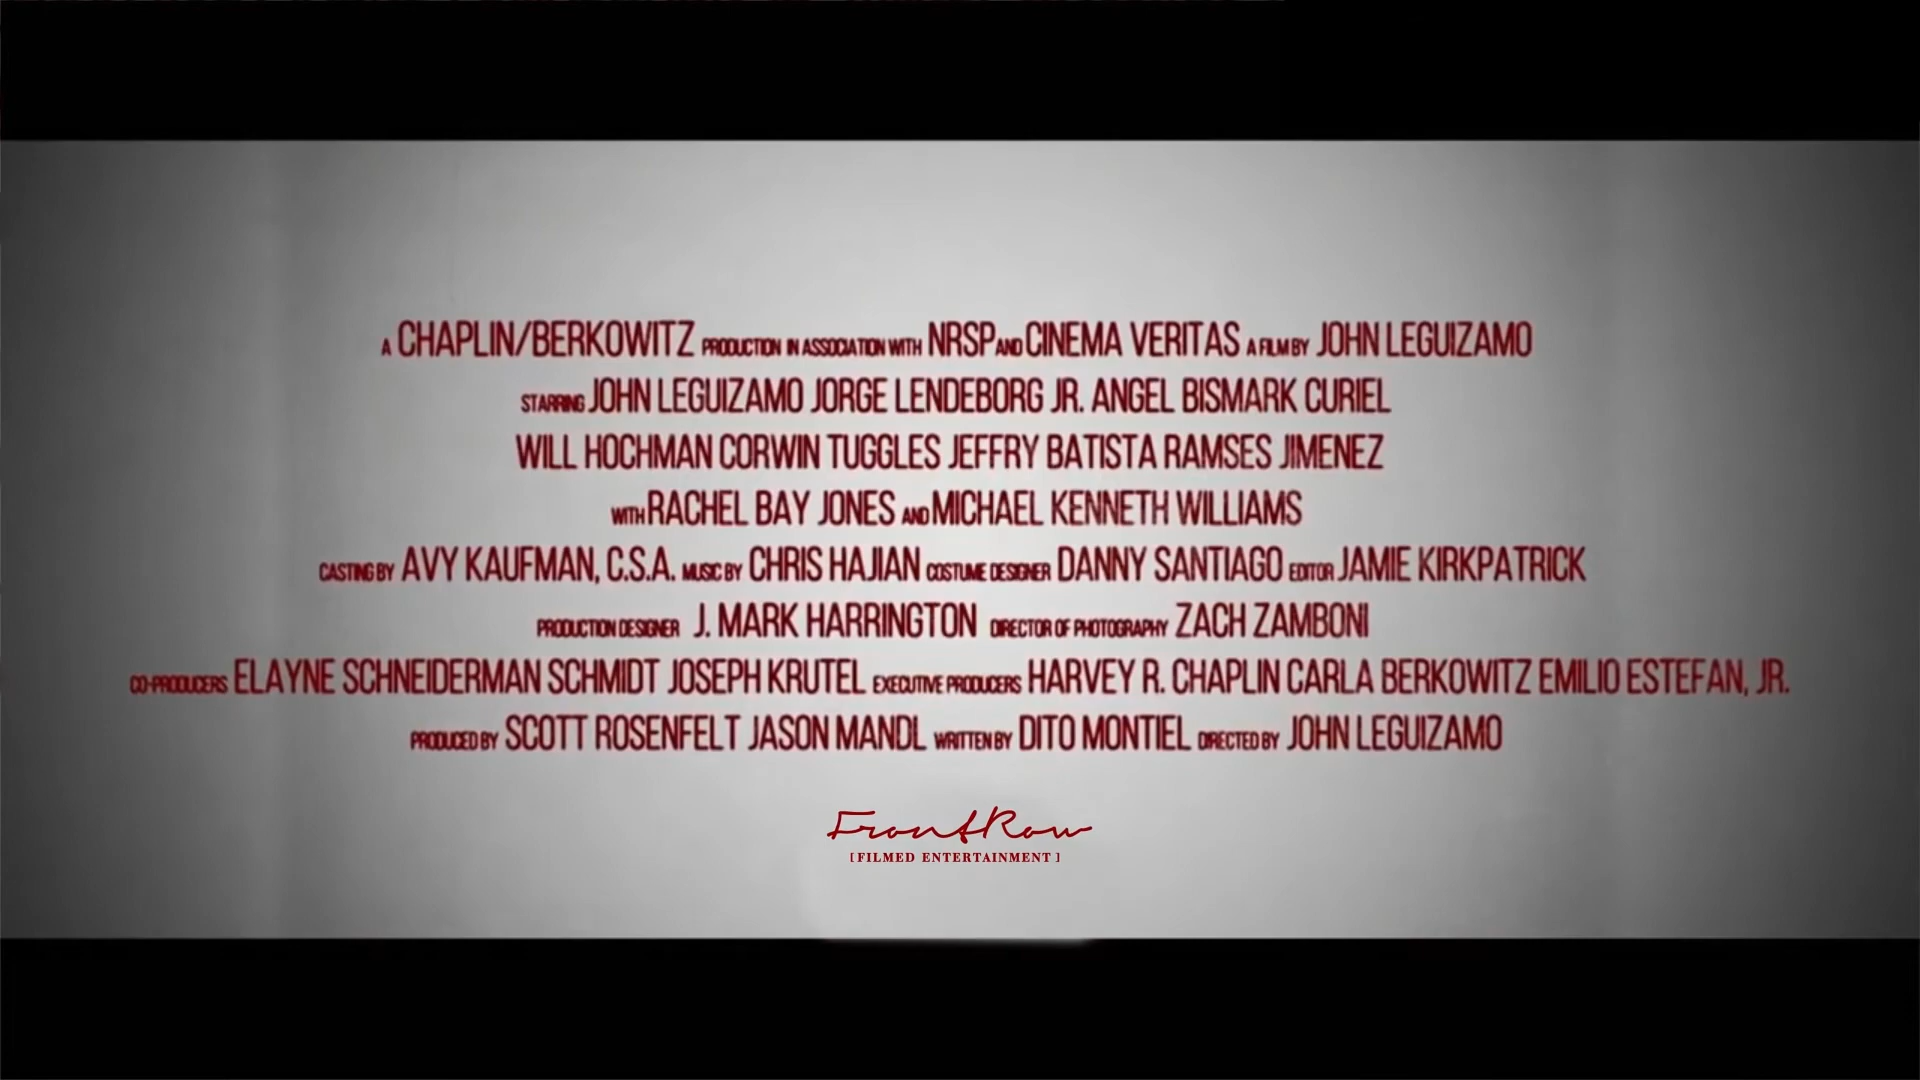 A CHAPLIN/BERKOWITZ PRODUCTION IN ASSOCIATION WITH NRSP AND CINEMA VERITAS A FILM BY JOHN LEGUIZAMO
STARRING JOHN LEGUIZAMO JORGE LENDEBORG JR. ANGEL BISMARK CURIEL
WILL HOCHMAN CORWIN TUGGLES JEFFRY BATISTA RAMSES JIMENEZ
WITH RACHEL BAY JONES AND MICHAEL KENNETH WILLIAMS
CASTING BY AVY KAUFMAN, C.S.A. MUSIC BY CHRIS HAJIAN COSTUME DESIGNER DANNY SANTIAGO EDITOR JAMIE KIRKPATRICK
PRODUCTION DESIGNER J. MARK HARRINGTON DIRECTOR OF PHOTOGRAPHY ZACH ZAMBONI
CO-PRODUCERS ELAYNE SCHNEIDERMAN SCHMIDT JOSEPH KRUTEL EXECUTIVE PRODUCERS HARVEY R. CHAPLIN CARLA BERKOWITZ EMILIO ESTEFAN, JR.
PRODUCED BY SCOTT ROSENFELT JASON MANDL WRITTEN BY DITO MONTIEL DIRECTED BY JOHN LEGUIZAMO
FrontRow
[ FILMED ENTERTAINMENT ]